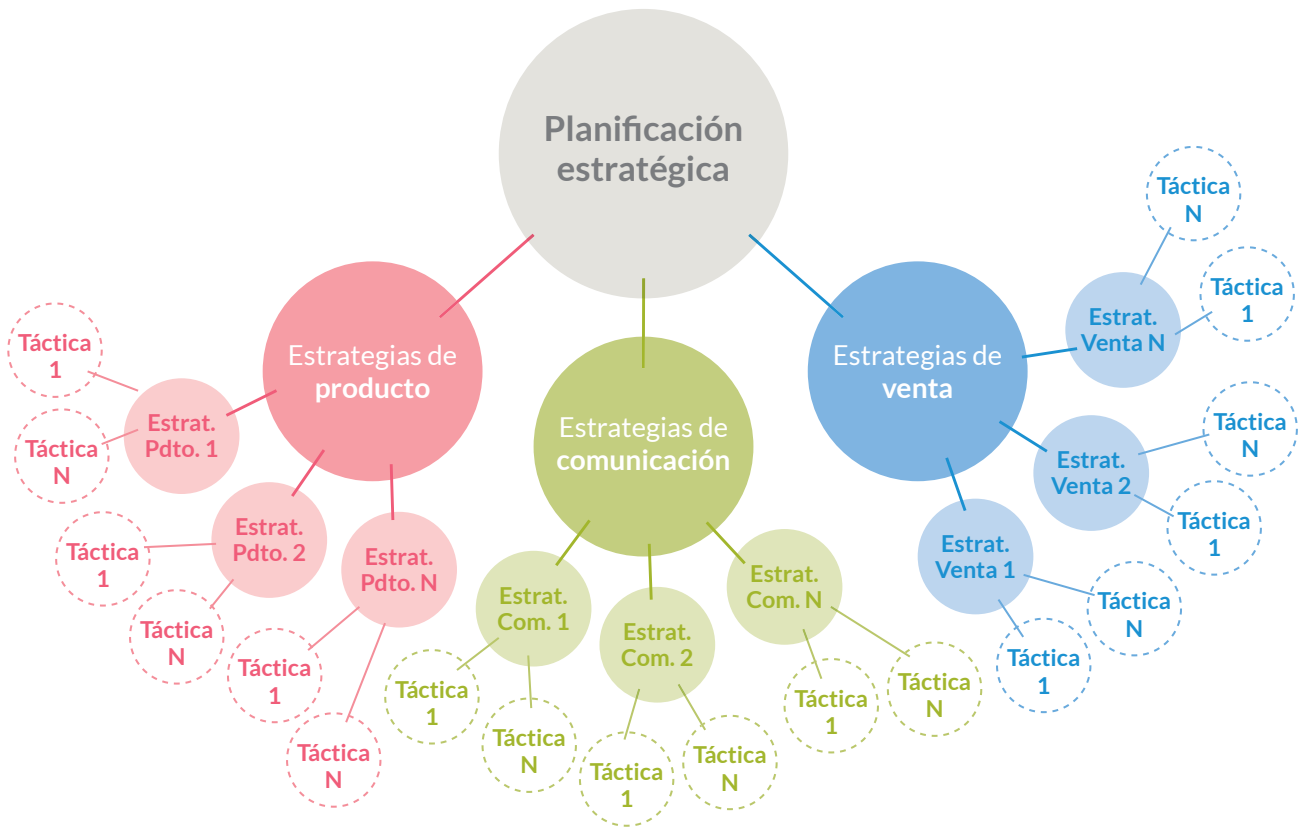 Planificación
estratégica
Estrategias de
producto
Estrat.
Pdto. 1
Táctica
1
Táctica
N
Estrat.
Pdto. 2
Táctica
1
Táctica
N
Estrat.
Pdto. N
Táctica
1
Táctica
N
Estrategias de
comunicación
Estrat.
Com. 1
Táctica
1
Táctica
N
Estrat.
Com. 2
Táctica
1
Táctica
N
Estrat.
Com. N
Táctica
1
Táctica
N
Estrategias de
venta
Estrat.
Venta 1
Táctica
1
Táctica
N
Estrat.
Venta 2
Táctica
1
Táctica
N
Estrat.
Venta N
Táctica
1
Táctica
N